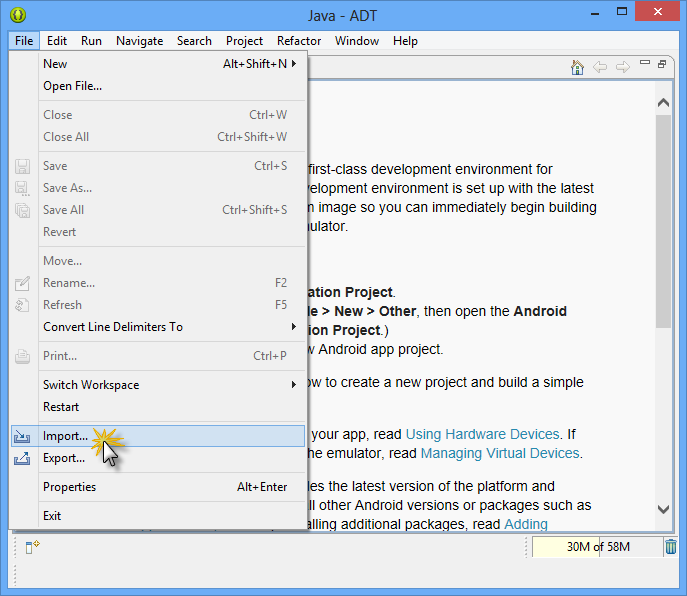 Java - ADT
File Edit Run Navigate Search Project Refactor Window Help
New Alt+Shift+N
Open File...
Close Ctrl+W
Close All Ctrl+Shift+W
Save Ctrl+S
Save As...
Save All Ctrl+Shift+S
Revert
Move...
Rename... F2
Refresh F5
Convert Line Delimiters To
Print... Ctrl+P
Switch Workspace
Restart
Import...
Export...
Properties Alt+Enter
Exit
first-class development environment for
velopment environment is set up with the latest
m image so you can immediately begin building
ulator.
ation Project.
le > New > Other, then open the Android
ion Project.)
w Android app project.
ow to create a new project and build a simple
your app, read Using Hardware Devices. If
he emulator, read Managing Virtual Devices.
les the latest version of the platform and
ll other Android versions or packages such as
alling additional packages, read Adding
30M of 58M